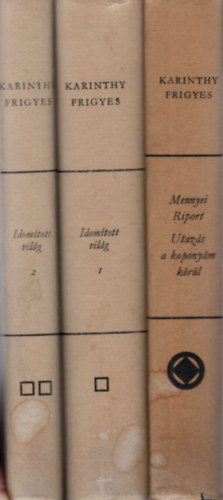 KARINTHY
FRIGYES
Idomított
világ
2
KARINTHY
FRIGYES
Idomított
világ
1
KARINTHY
FRIGYES
Mennyei
Riport
Utazás
a koponyám
körül